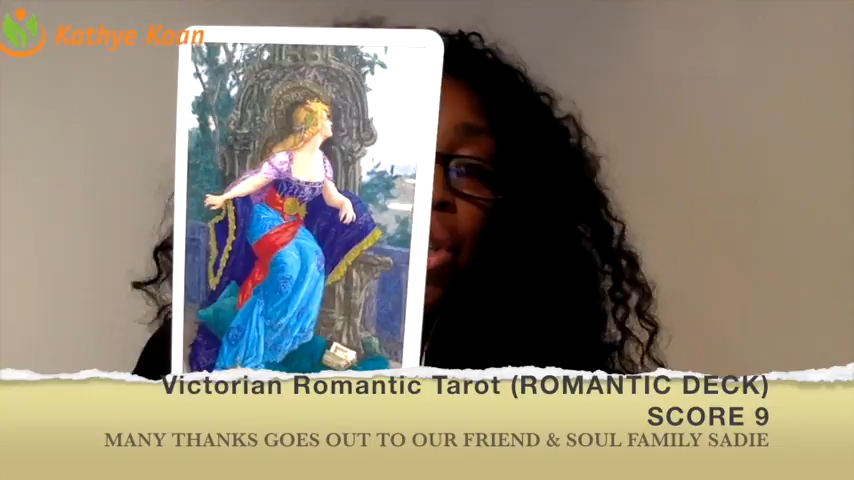 Kathye Koan
Victorian Romantic Tarot (ROMANTIC DECK)
SCORE 9
MANY THANKS GOES OUT TO OUR FRIEND & SOUL FAMILY SADIE